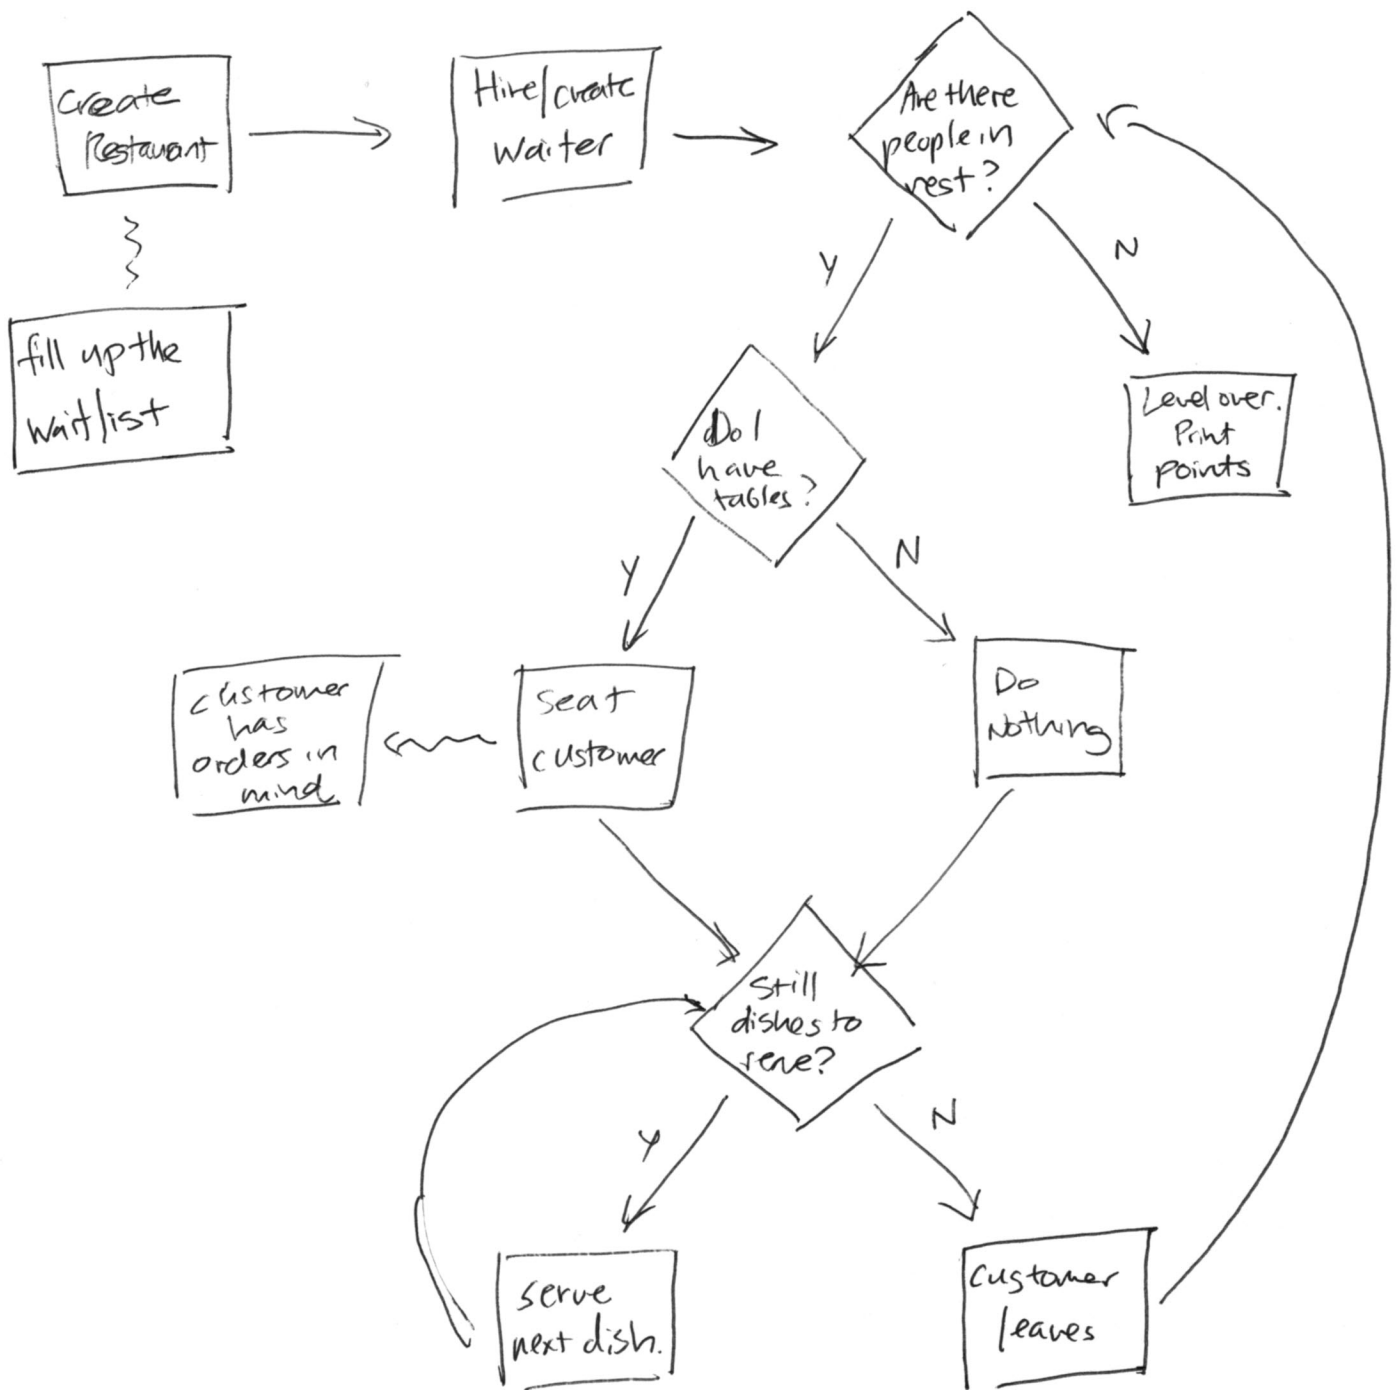 Create
Restaurant
Hire/create
Waiter
Are there
people in
rest?
Y
N
fill up the
waitlist
Level over.
Print
points
Do I
have
tables?
Y
N
customer
has
orders in
mind
seat
customer
Do
Nothing
Still
dishes to
serve?
Y
N
serve
next dish.
customer
leaves